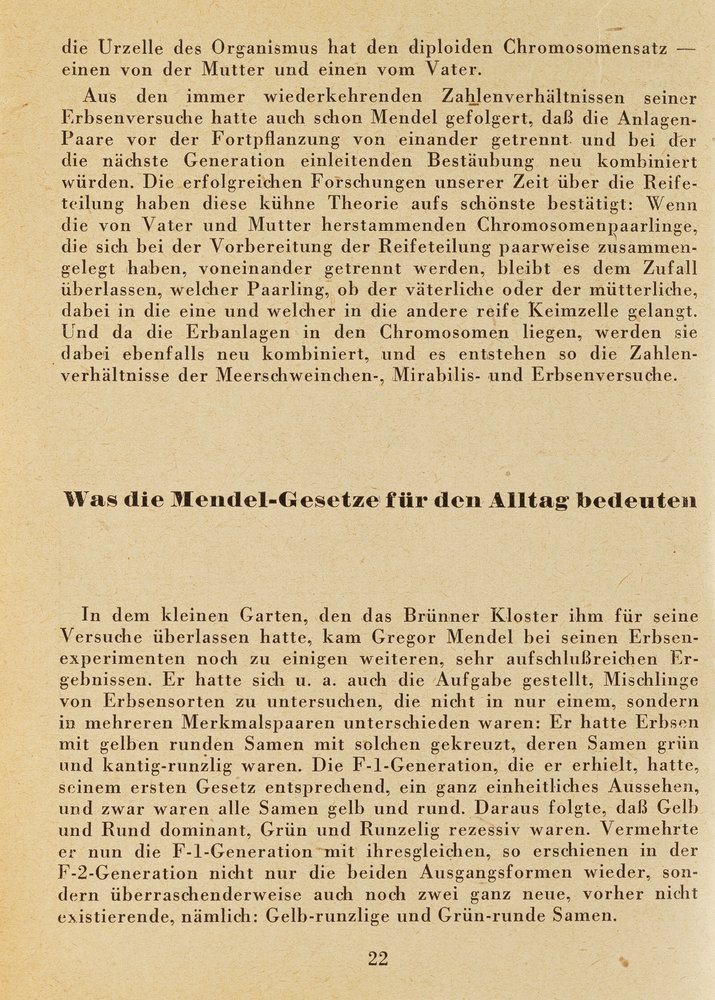 die Urzelle des Organismus hat den diploiden Chromosomensatz —
einen von der Mutter und einen vom Vater.
Aus den immer wiederkehrenden Zahlenverhältnissen seiner
Erbsenversuche hatte auch schon Mendel gefolgert, daß die Anlagen-
Paare vor der Fortpflanzung von einander getrennt und bei der
die nächste Generation einleitenden Bestäubung neu kombiniert
würden. Die erfolgreichen Forschungen unserer Zeit über die Reife-
teilung haben diese kühne Theorie aufs schönste bestätigt: Wenn
die von Vater und Mutter herstammenden Chromosomenpaarlinge,
die sich bei der Vorbereitung der Reifeteilung paarweise zusammen-
gelegt haben, voneinander getrennt werden, bleibt es dem Zufall
überlassen, welcher Paarling, ob der väterliche oder der mütterliche,
dabei in die eine und welcher in die andere reife Keimzelle gelangt.
Und da die Erbanlagen in den Chromosomen liegen, werden sie
dabei ebenfalls neu kombiniert, und es entstehen so die Zahlen-
verhältnisse der Meerschweinchen-, Mirabilis- und Erbsenversuche.
Was die Mendel-Gesetze für den Alltag bedeuten
In dem kleinen Garten, den das Brünner Kloster ihm für seine
Versuche überlassen hatte, kam Gregor Mendel bei seinen Erbsen-
experimenten noch zu einigen weiteren, sehr aufschlußreichen Er-
gebnissen. Er hatte sich u. a. auch die Aufgabe gestellt, Mischlinge
von Erbsensorten zu untersuchen, die nicht in nur einem, sondern
in mehreren Merkmalspaaren unterschieden waren: Er hatte Erbsen
mit gelben runden Samen mit solchen gekreuzt, deren Samen grün
und kantig-runzlig waren. Die F-1-Generation, die er erhielt, hatte,
seinem ersten Gesetz entsprechend, ein ganz einheitliches Aussehen,
und zwar waren alle Samen gelb und rund. Daraus folgte, daß Gelb
und Rund dominant, Grün und Runzelig rezessiv waren. Vermehrte
er nun die F-1-Generation mit ihresgleichen, so erschienen in der
F-2-Generation nicht nur die beiden Ausgangsformen wieder, son-
dern überraschenderweise auch noch zwei ganz neue, vorher nicht
existierende, nämlich: Gelb-runzlige und Grün-runde Samen.
22